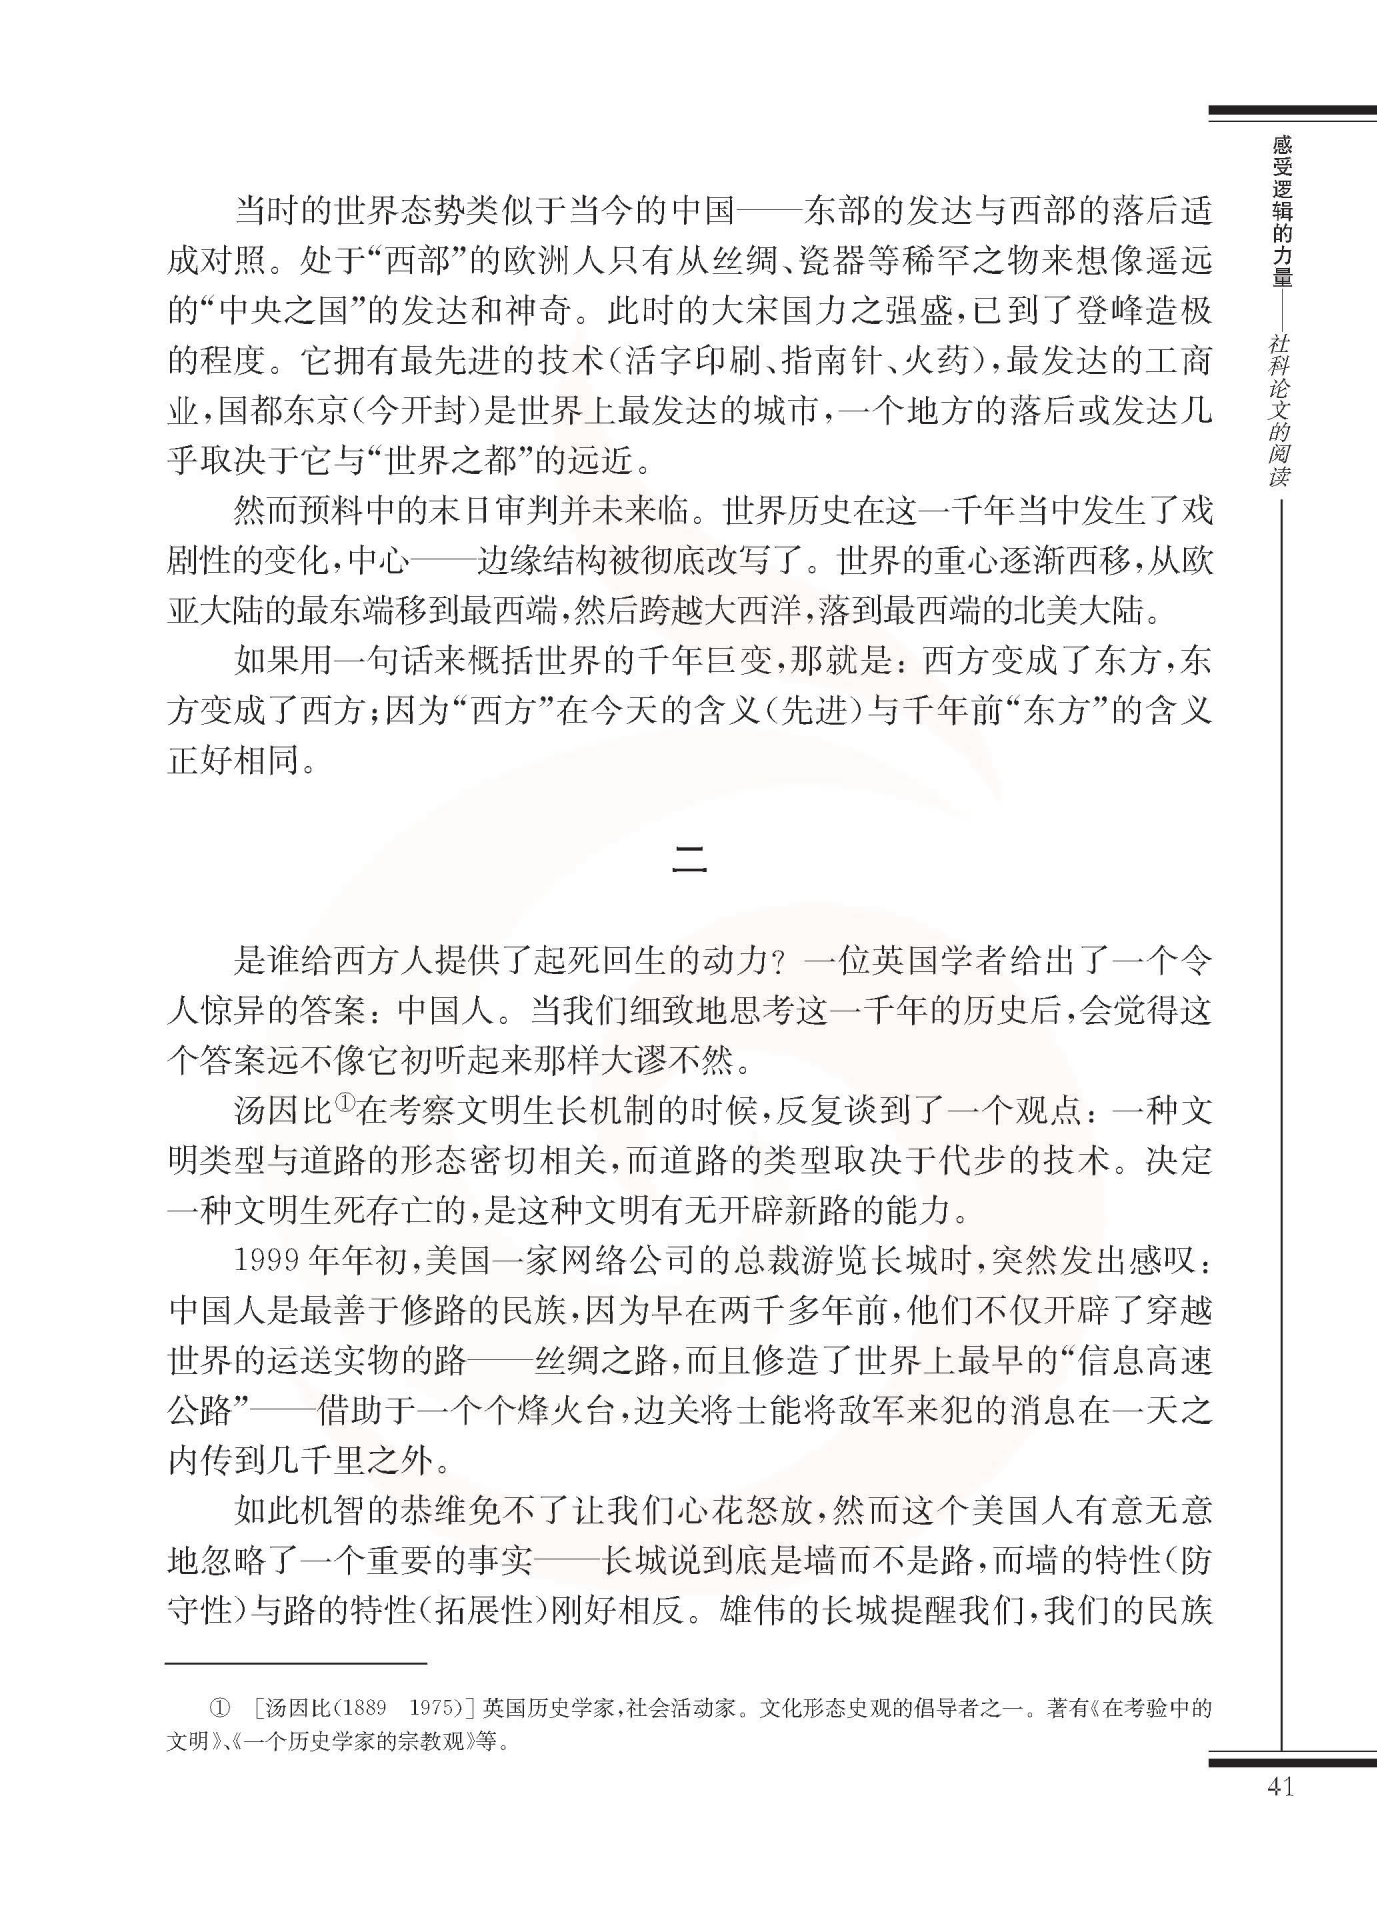 感受逻辑的力量——社科论文的阅读
当时的世界态势类似于当今的中国——东部的发达与西部的落后适
成对照。处于“西部”的欧洲人只有从丝绸、瓷器等稀罕之物来想像遥远
的“中央之国”的发达和神奇。此时的大宋国力之强盛,已到了登峰造极
的程度。它拥有最先进的技术(活字印刷、指南针、火药),最发达的工商
业,国都东京(今开封)是世界上最发达的城市,一个地方的落后或发达几
乎取决于它与“世界之都”的远近。
然而预料中的末日审判并未来临。世界历史在这一千年当中发生了戏
剧性的变化,中心——边缘结构被彻底改写了。世界的重心逐渐西移,从欧
亚大陆的最东端移到最西端,然后跨越大西洋,落到最西端的北美大陆。
如果用一句话来概括世界的千年巨变,那就是：西方变成了东方,东
方变成了西方;因为“西方”在今天的含义(先进)与千年前“东方”的含义
正好相同。
二
是谁给西方人提供了起死回生的动力？一位英国学者给出了一个令
人惊异的答案：中国人。当我们细致地思考这一千年的历史后,会觉得这
个答案远不像它初听起来那样大谬不然。
汤因比①在考察文明生长机制的时候,反复谈到了一个观点：一种文
明类型与道路的形态密切相关,而道路的类型取决于代步的技术。决定
一种文明生死存亡的,是这种文明有无开辟新路的能力。
1999年年初,美国一家网络公司的总裁游览长城时,突然发出感叹：
中国人是最善于修路的民族,因为早在两千多年前,他们不仅开辟了穿越
世界的运送实物的路——丝绸之路,而且修造了世界上最早的“信息高速
公路”——借助于一个个烽火台,边关将士能将敌军来犯的消息在一天之
内传到几千里之外。
如此机智的恭维免不了让我们心花怒放,然而这个美国人有意无意
地忽略了一个重要的事实——长城说到底是墙而不是路,而墙的特性(防
守性)与路的特性(拓展性)刚好相反。雄伟的长城提醒我们,我们的民族
① [汤因比(1889 1975)]英国历史学家,社会活动家。文化形态史观的倡导者之一。著有《在考验中的
文明》、《一个历史学家的宗教观》等。
41